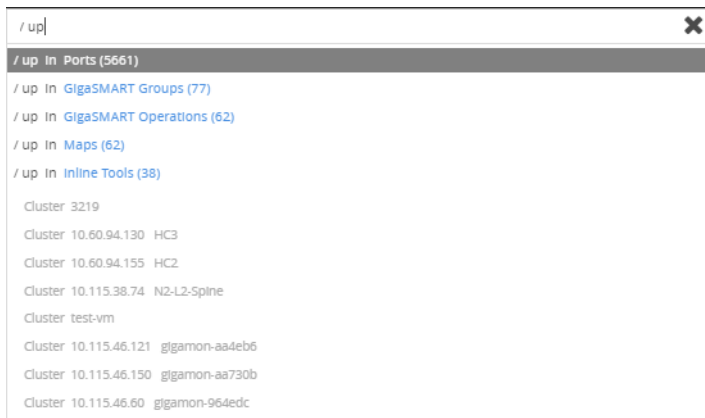 / up
/ up In Ports (5661)
/ up In GigaSMART Groups (77)
/ up In GigaSMART Operations (62)
/ up In Maps (62)
/ up In Inline Tools (38)
Cluster 3219
Cluster 10.60.94.130 HC3
Cluster 10.60.94.155 HC2
Cluster 10.115.38.74 N2-L2-Spine
Cluster test-vm
Cluster 10.115.46.121 gigamon-aa4eb6
Cluster 10.115.46.150 gigamon-aa730b
Cluster 10.115.46.60 gigamon-964edc